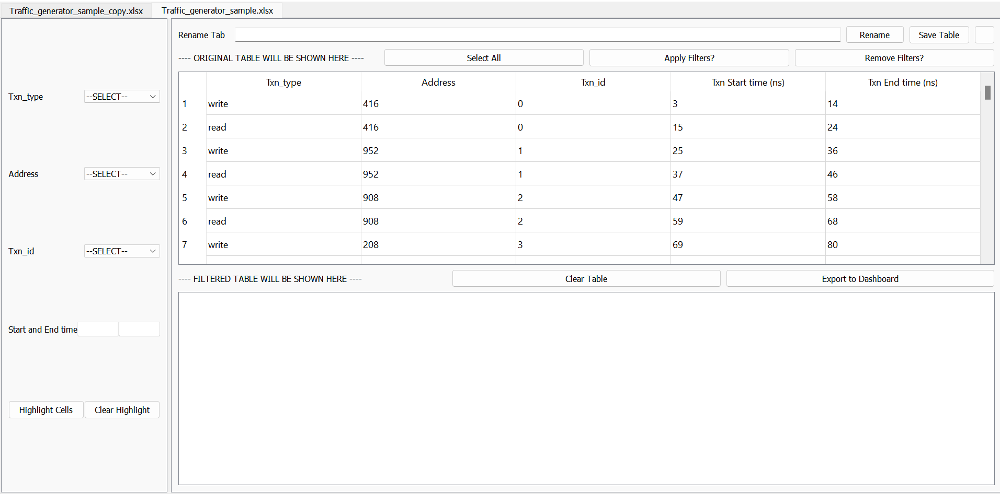 Traffic_generator_sample_copy.xlsx Traffic_generator_sample.xlsx
Rename Tab Rename Save Table
---- ORIGINAL TABLE WILL BE SHOWN HERE ---- Select All Apply Filters? Remove Filters?
Txn_type Address Txn_id Txn Start time (ns) Txn End time (ns)
1 write 416 0 3 14
2 read 416 0 15 24
3 write 952 1 25 36
4 read 952 1 37 46
5 write 908 2 47 58
6 read 908 2 59 68
7 write 208 3 69 80
---- FILTERED TABLE WILL BE SHOWN HERE ---- Clear Table Export to Dashboard
Txn_type --SELECT--
Address --SELECT--
Txn_id --SELECT--
Start and End time
Highlight Cells Clear Highlight